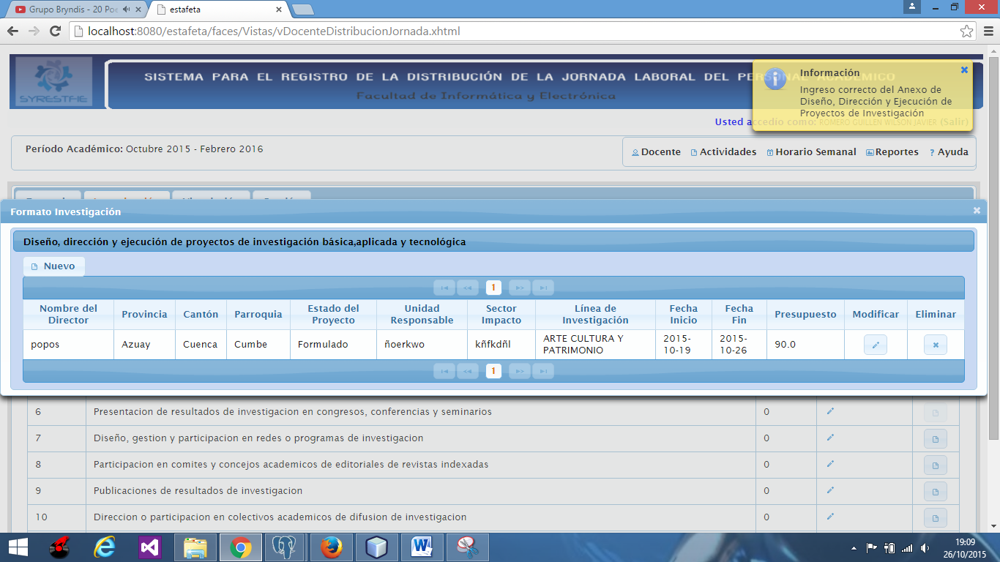 Grupo Bryndis - 20 Poe
estafeta
localhost:8080/estafeta/faces/Vistas/vDocenteDistribucionJornada.xhtml
SYRESTHE
SISTEMA PARA EL REGISTRO DE LA DISTRIBUCIÓN DE LA JORNADA LABORAL DEL PERSONAL ACADÉMICO
Facultad de Informática y Electrónica
Información
Ingreso correcto del Anexo de
Diseño, Dirección y Ejecución de
Proyectos de Investigación
Usted accedio como: ROMERO GUILLEN WILSON JAVIER (Salir)
Período Académico: Octubre 2015 - Febrero 2016
Docente Actividades Horario Semanal Reportes ? Ayuda
Formato Investigación
Diseño, dirección y ejecución de proyectos de investigación básica,aplicada y tecnológica
Nuevo
1
Nombre del Director Provincia Cantón Parroquia Estado del Proyecto Unidad Responsable Sector Impacto Línea de Investigación Fecha Inicio Fecha Fin Presupuesto Modificar Eliminar
popos Azuay Cuenca Cumbe Formulado ñoerkwo kñfkdñl ARTE CULTURA Y PATRIMONIO 2015-10-19 2015-10-26 90.0
1
6 Presentacion de resultados de investigacion en congresos, conferencias y seminarios 0
7 Diseño, gestion y participacion en redes o programas de investigacion 0
8 Participacion en comites y concejos academicos de editoriales de revistas indexadas 0
9 Publicaciones de resultados de investigacion 0
10 Direccion o participacion en colectivos academicos de difusion de investigacion 0
19:09
26/10/2015